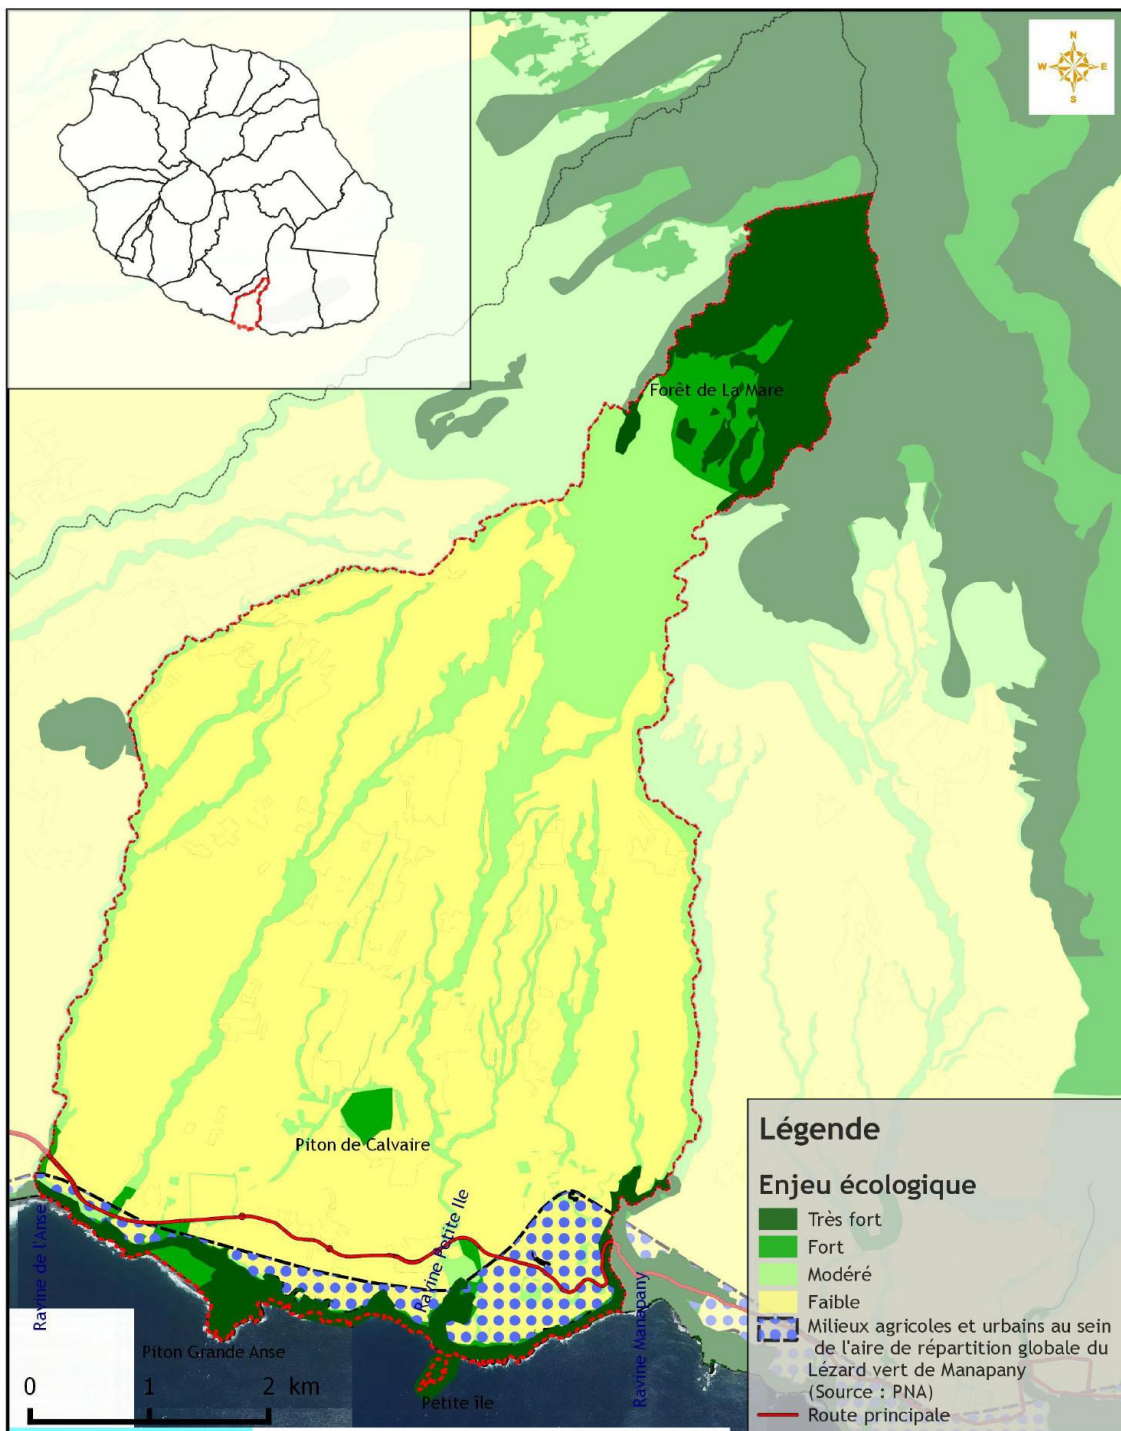 N
W E
S
Forêt de La Mare
Piton de Calvaire
Ravine de l'Anse
Ravine Petite Ile
Ravine Manapany
Piton Grande Anse
Petite île
0 1 2 km
Légende
Enjeu écologique
Très fort
Fort
Modéré
Faible
Milieux agricoles et urbains au sein
de l'aire de répartition globale du
Lézard vert de Manapany
(Source : PNA)
Route principale